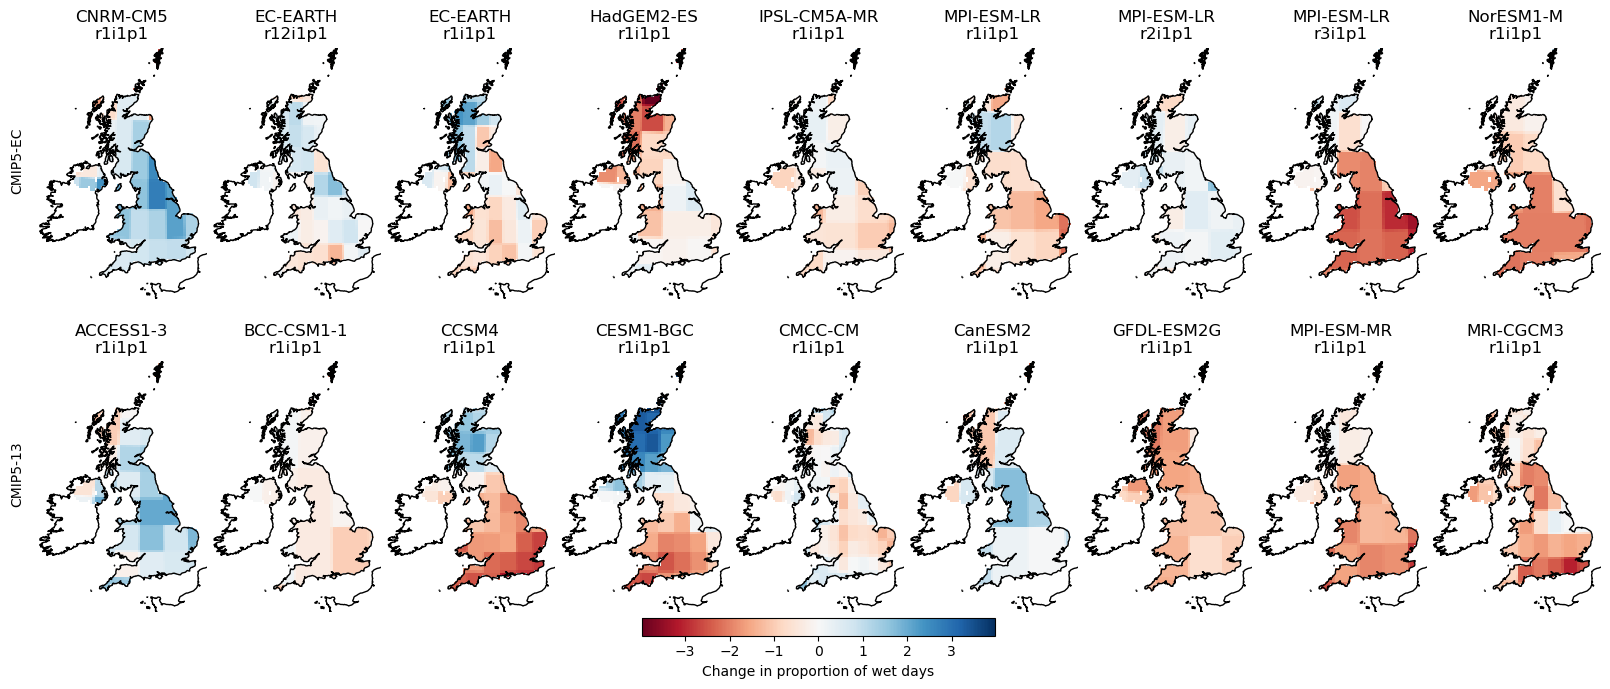 CNRM-CM5 EC-EARTH EC-EARTH HadGEM2-ES IPSL-CM5A-MR MPI-ESM-LR MPI-ESM-LR MPI-ESM-LR NorESM1-M
r1i1p1 r12i1p1 r1i1p1 r1i1p1 r1i1p1 r1i1p1 r2i1p1 r3i1p1 r1i1p1
CMIP5-EC
ACCESS1-3 BCC-CSM1-1 CCSM4 CESM1-BGC CMCC-CM CanESM2 GFDL-ESM2G MPI-ESM-MR MRI-CGCM3
r1i1p1 r1i1p1 r1i1p1 r1i1p1 r1i1p1 r1i1p1 r1i1p1 r1i1p1 r1i1p1
CMIP5-13
−3 −2 −1 0 1 2 3
Change in proportion of wet days